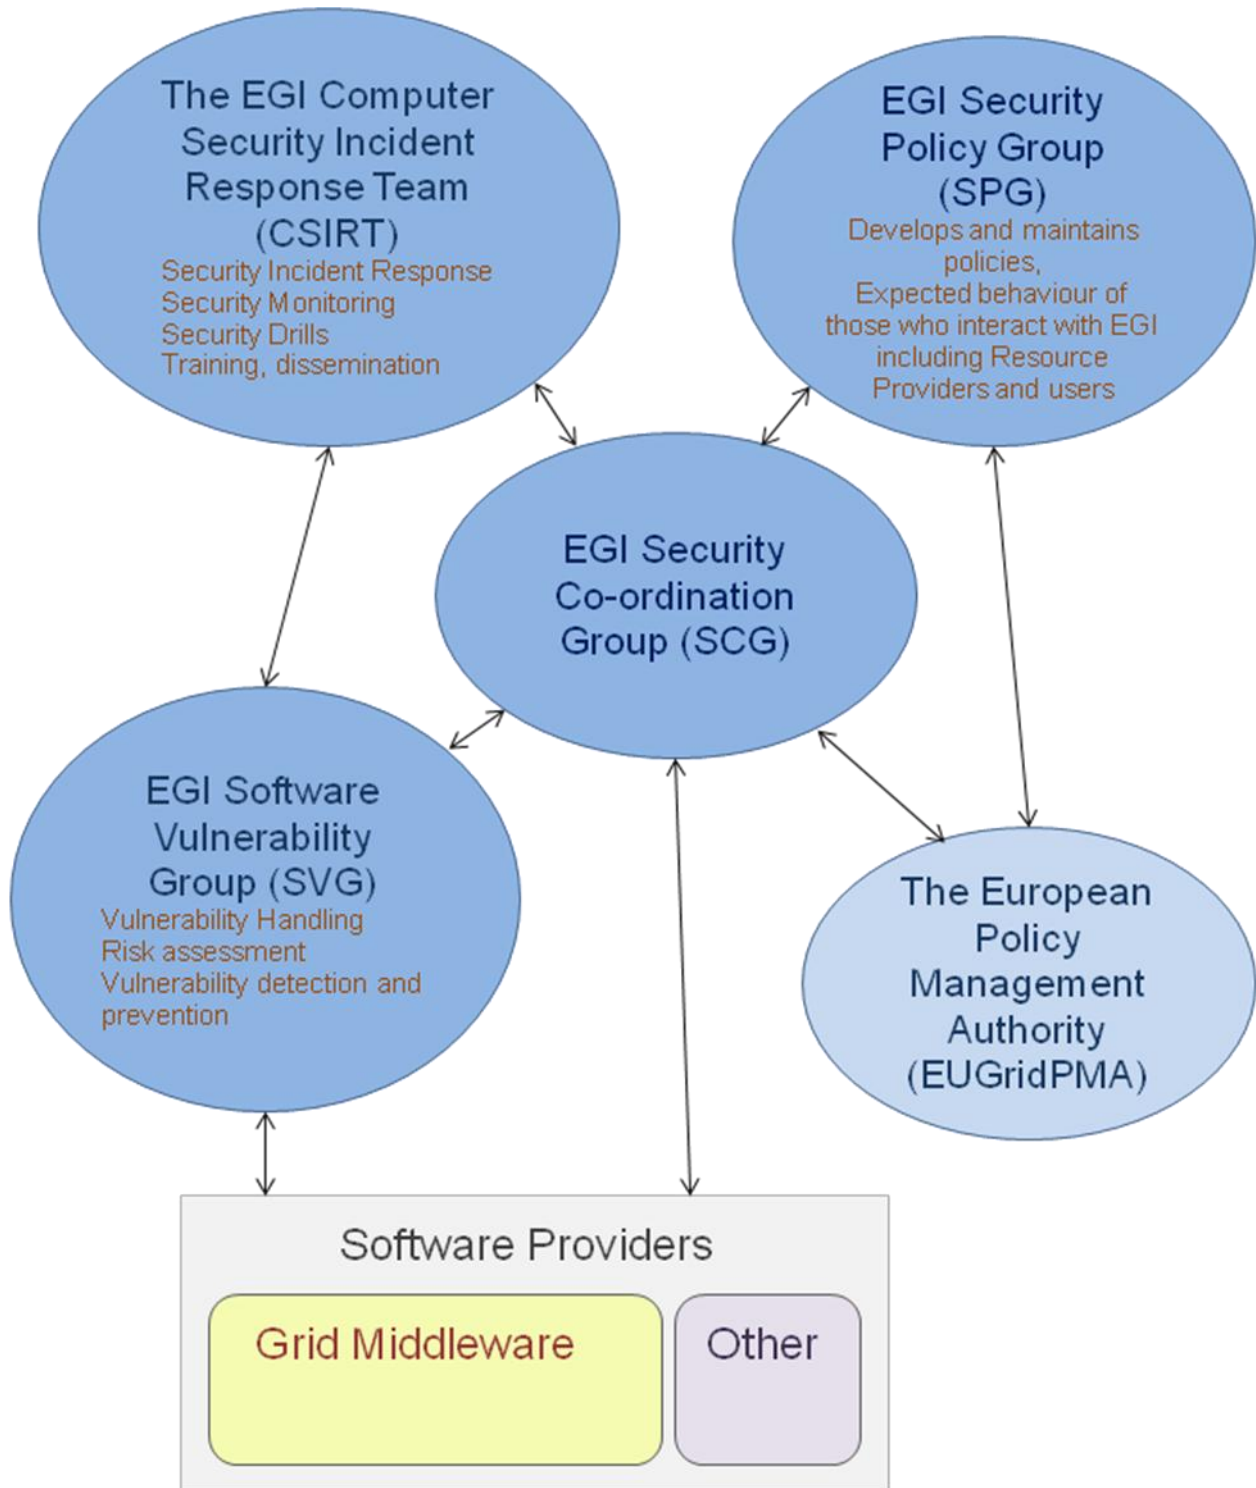 The EGI Computer
Security Incident
Response Team
(CSIRT)
Security Incident Response
Security Monitoring
Security Drills
Training, dissemination
EGI Security
Policy Group
(SPG)
Develops and maintains
policies,
Expected behaviour of
those who interact with EGI
including Resource
Providers and users
EGI Security
Co-ordination
Group (SCG)
EGI Software
Vulnerability
Group (SVG)
Vulnerability Handling
Risk assessment
Vulnerability detection and
prevention
The European
Policy
Management
Authority
(EUGridPMA)
Software Providers
Grid Middleware
Other